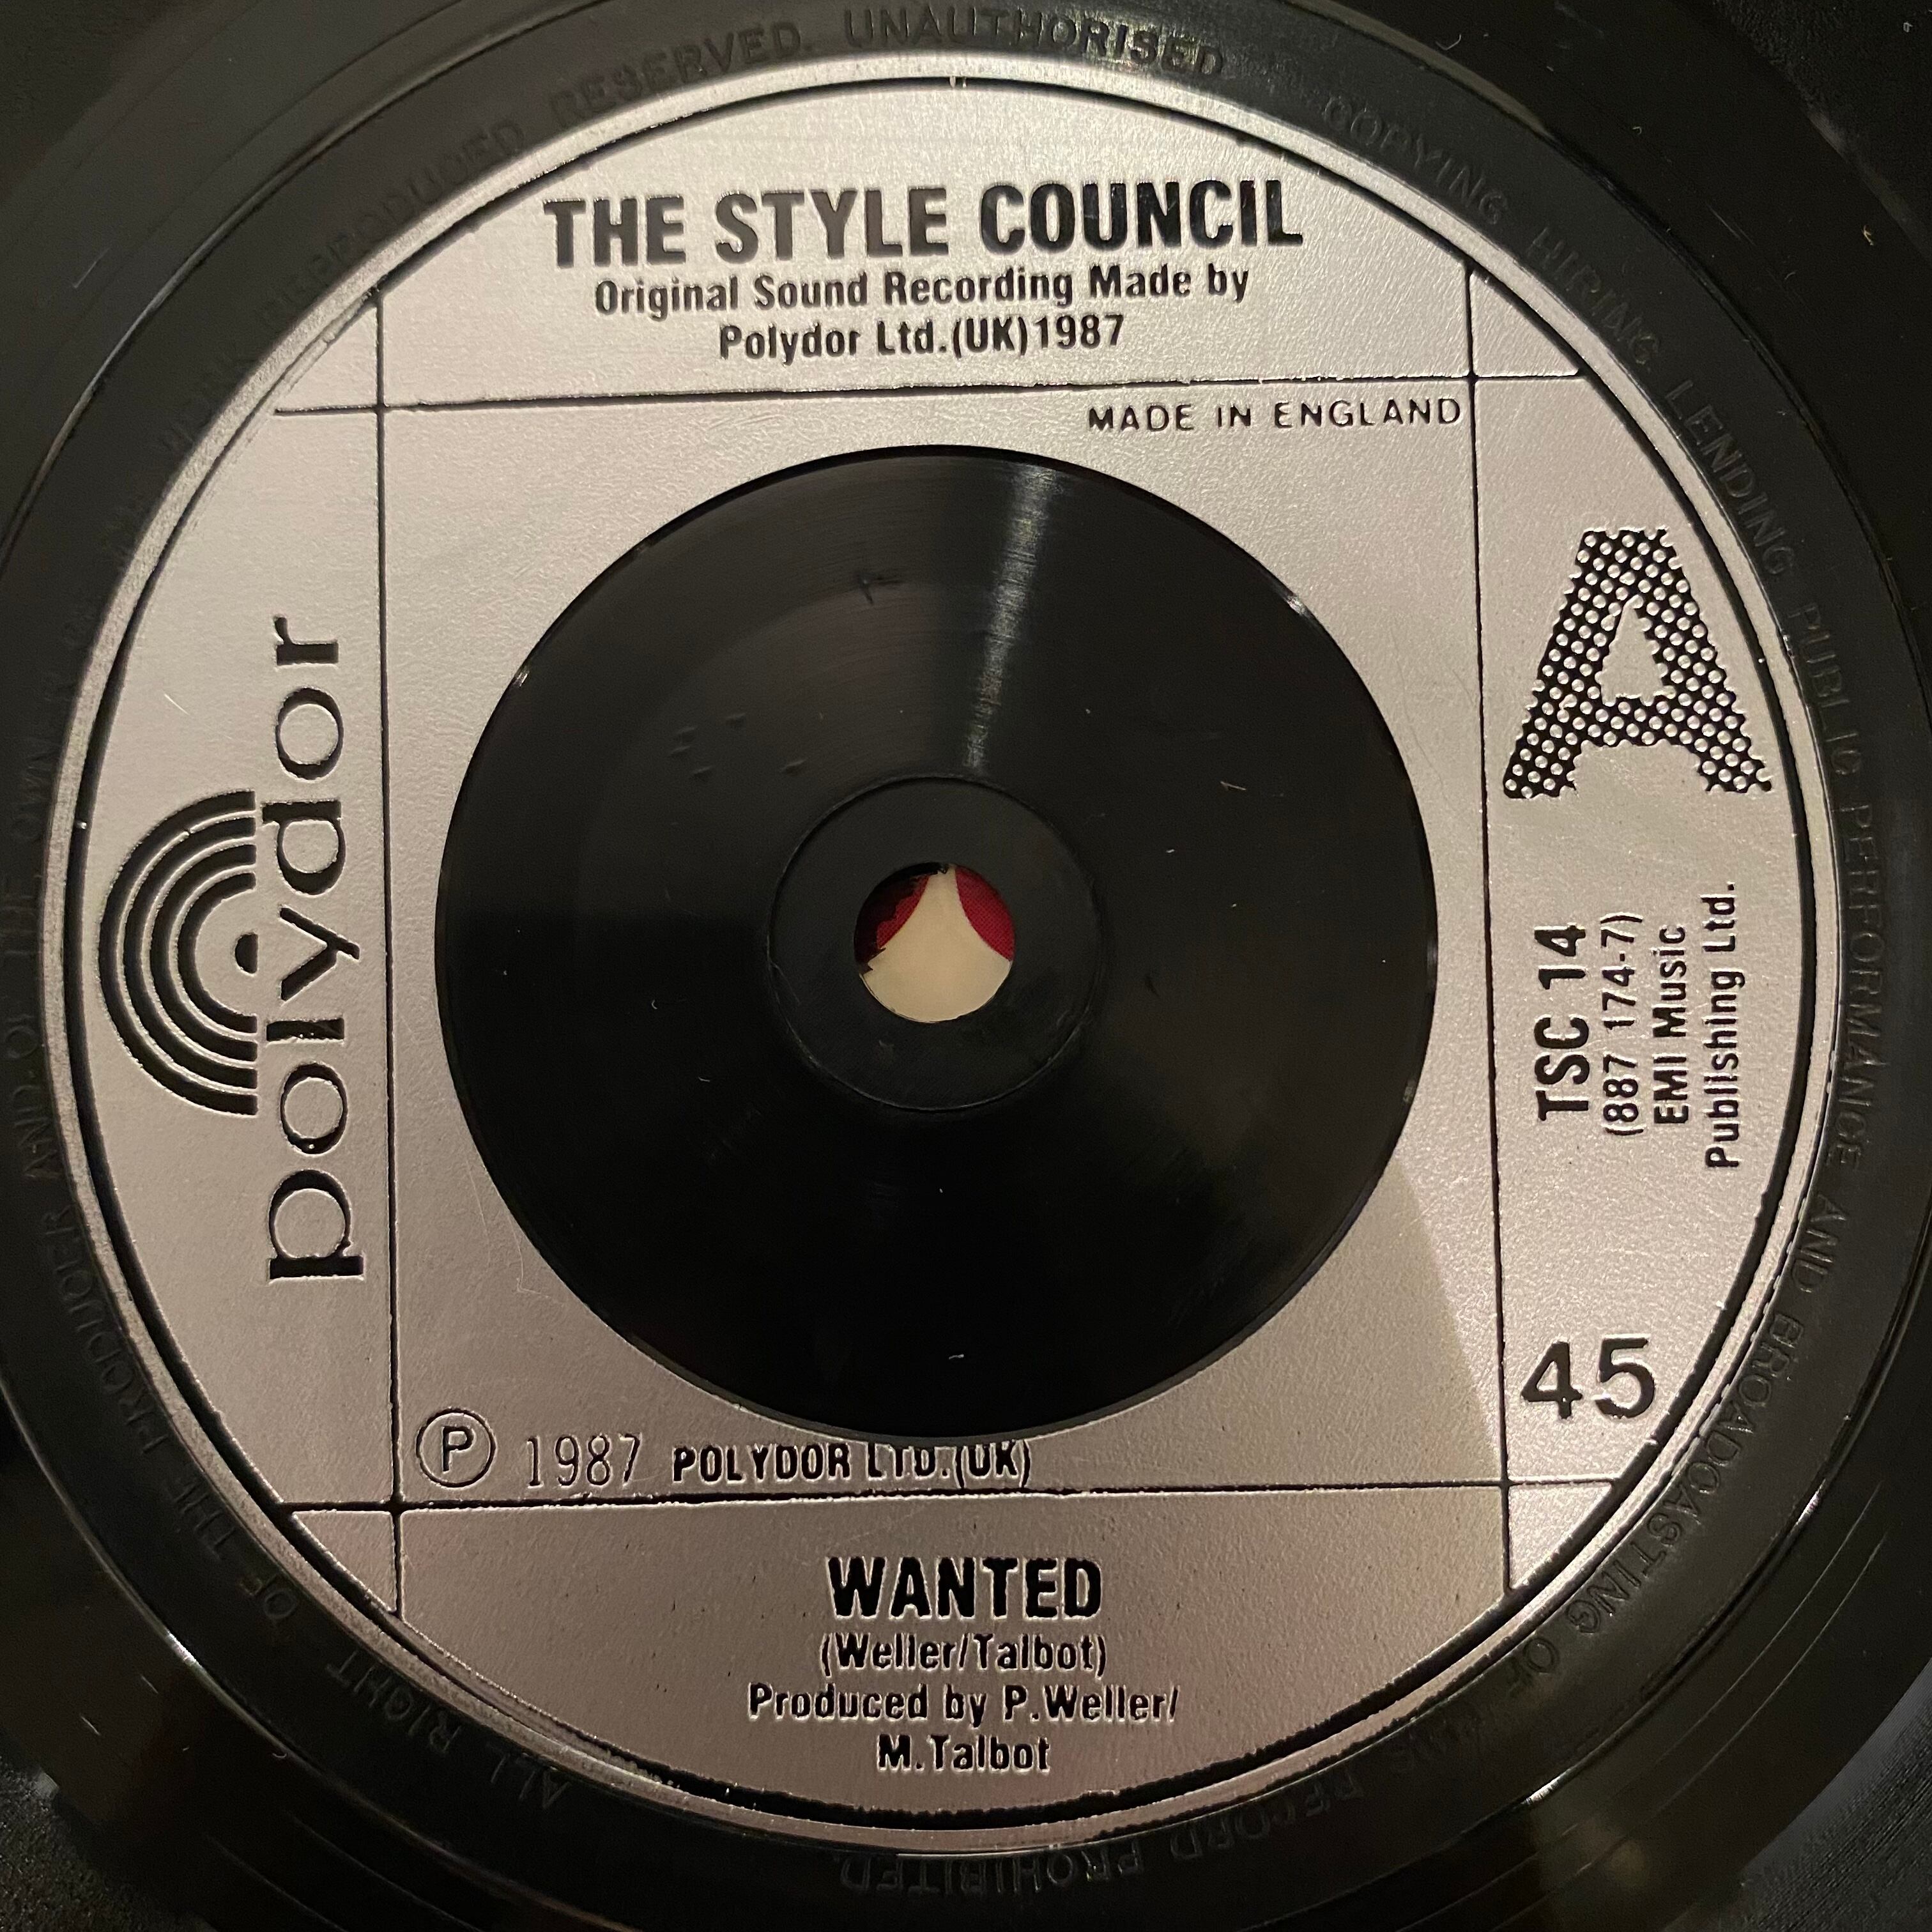 THE STYLE COUNCIL
Original Sound Recording Made by
Polydor Ltd.(UK)1987
MADE IN ENGLAND
polydor
A
TSC 14
(887 174-7)
EMI Music
Publishing Ltd.
45
Ⓟ 1987 POLYDOR LTD.(UK)
WANTED
(Weller/Talbot)
Produced by P.Weller/
M.Talbot
ALL RIGHT OF THE PRODUCER AND OF THE OWNER WORK REPRODUCED RESERVED. UNAUTHORISED COPYING HIRING LENDING PUBLIC PERFORMANCE AND BROADCASTING OF THIS RECORD PROHIBITED